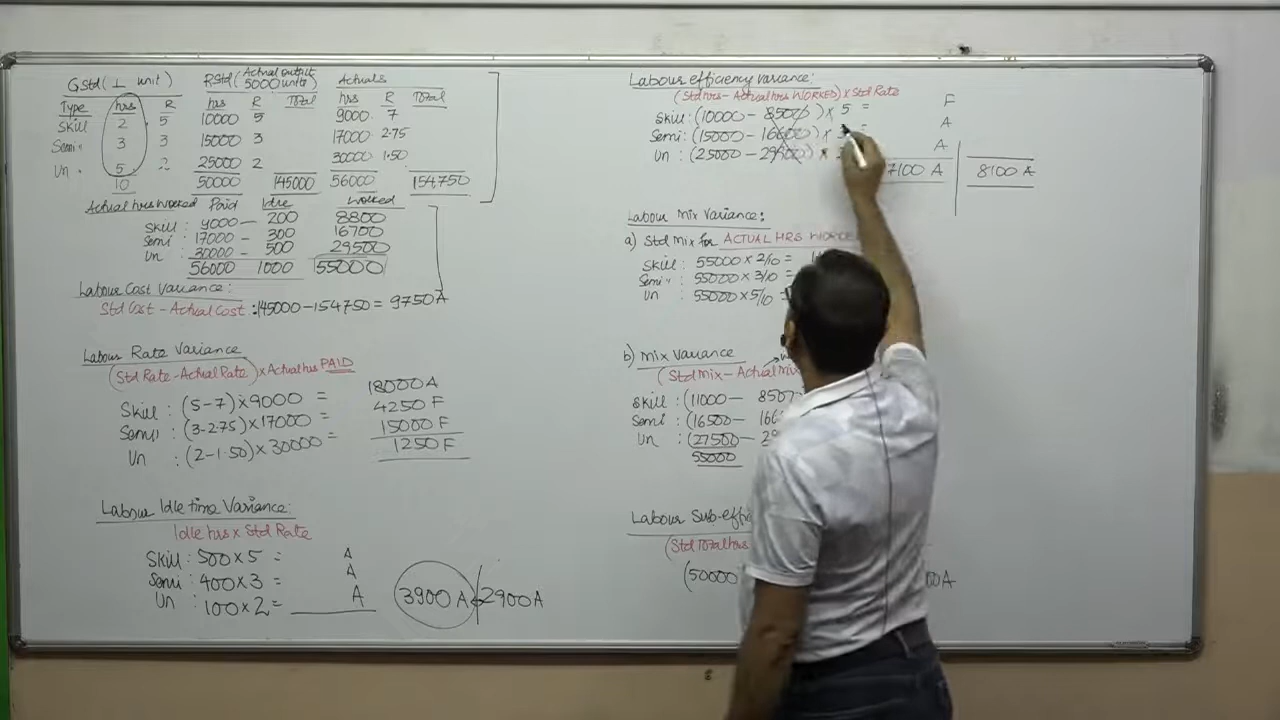 GStd (1 unit)
Type hrs R
Skill 2 5
Semi" 3 3
Un" 5 2
10
RStd (Actual output 5000 units)
hrs R Total
10000 5
15000 3
25000 2
50000 145000
Actuals
hrs R Total
9000 7
17000 2.75
30000 1.50
56000 154750
Actual hrs Worked Paid Idle Worked
Skill: 9000 - 200 8800
Semi: 17000 - 300 16700
Un: 30000 - 500 29500
56000 1000 55000
Labour Cost Variance:
Std Cost - Actual Cost : 145000 - 154750 = 9750 A
Labour Rate Variance
(Std Rate - Actual Rate) x Actual hrs PAID
Skill : (5-7) x 9000 = 18000 A
Semi" : (3-2.75) x 17000 = 4250 F
Un : (2-1.50) x 30000 = 15000 F
1250 F
Labour Idle time Variance:
Idle hrs x Std Rate
Skill : 500 x 5 = A
Semi : 400 x 3 = A
Un : 100 x 2 = A
3900 A 2900 A
Labour efficiency variance:
(Std hrs - Actual hrs WORKED) x Std Rate
Skill: (10000 - 8500) x 5 = F
Semi: (15000 - 16600) x = A
Un : (25000 - 29900) x A
7100 A 8100 A
Labour Mix Variance:
a) Std Mix for ACTUAL HRS WORKED
Skill : 55000 x 2/10 =
Semi" : 55000 x 3/10 =
Un : 55000 x 5/10 =
b) Mix Variance
(Std Mix - Actual Mix
Skill : (11000 - 8500
Semi : (16500 -
Un : (27500 -
55000
Labour Sub-effi
(Std Total hrs
(50000
A